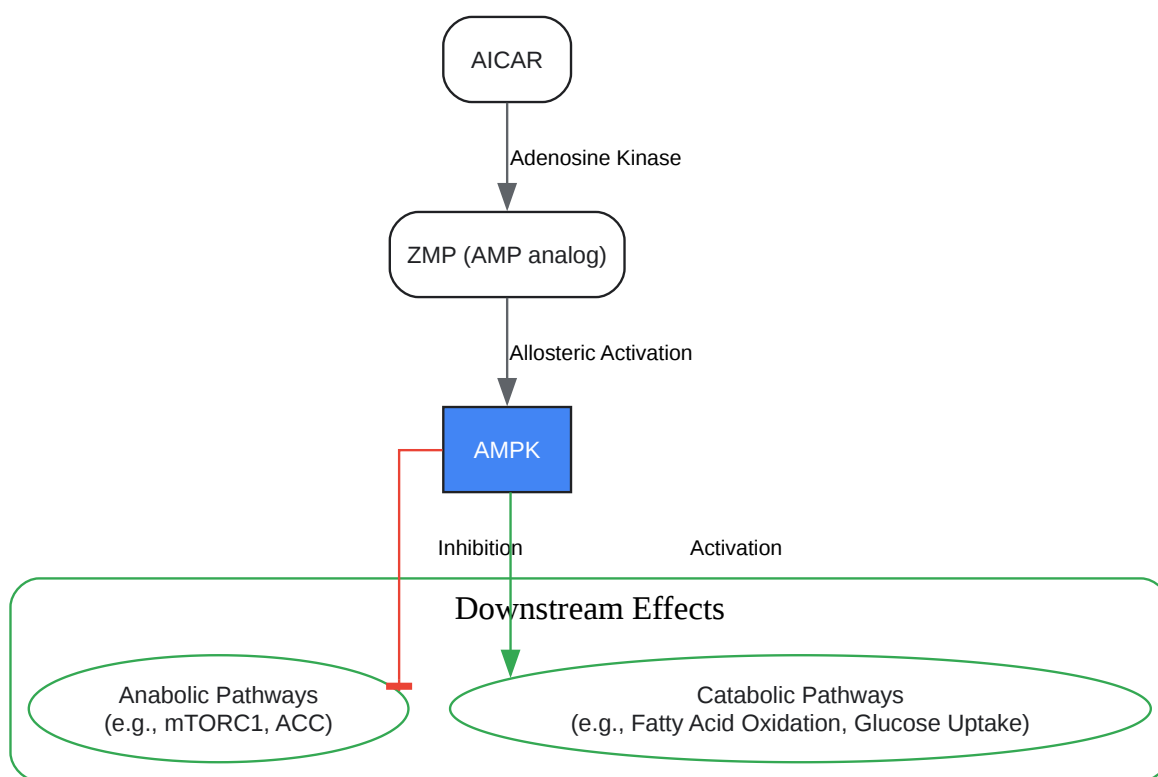 AICAR
Adenosine Kinase
ZMP (AMP analog)
Allosteric Activation
AMPK
Inhibition
Activation
Downstream Effects
Anabolic Pathways
(e.g., mTORC1, ACC)
Catabolic Pathways
(e.g., Fatty Acid Oxidation, Glucose Uptake)